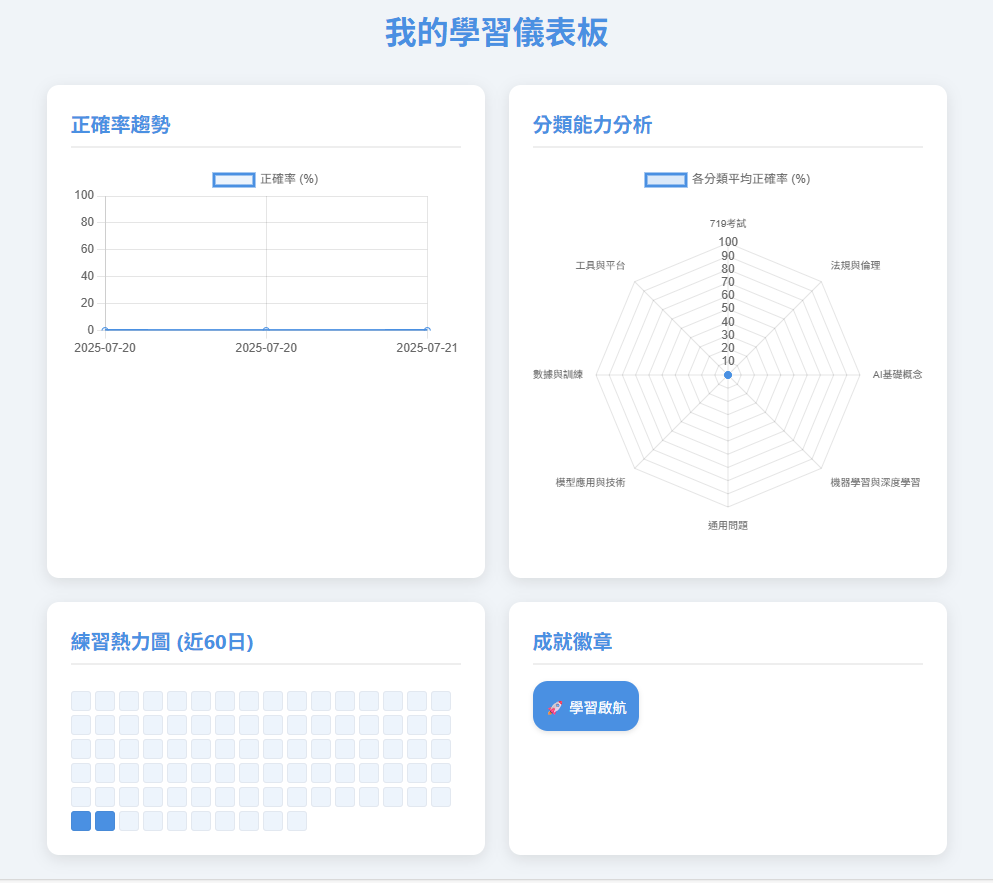 我的學習儀表板
正確率趨勢
正確率 (%)
100
80
60
40
20
0
2025-07-20
2025-07-20
2025-07-21
分類能力分析
各分類平均正確率 (%)
719考試
100
90
80
70
60
50
40
30
20
10
法規與倫理
AI基礎概念
機器學習與深度學習
通用問題
模型應用與技術
數據與訓練
工具與平台
練習熱力圖 (近60日)
成就徽章
🚀 學習啟航